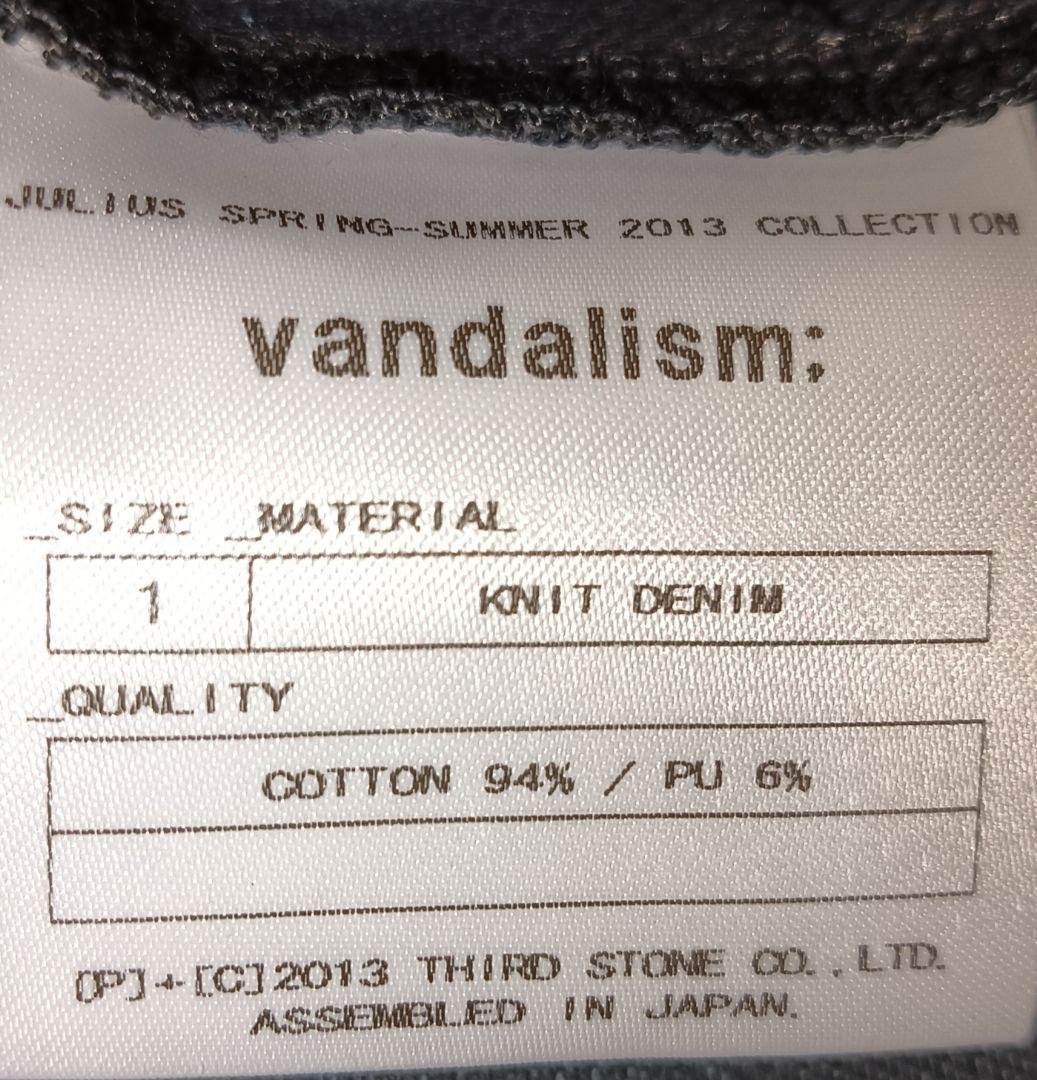 JULIUS SPRING-SUMMER 2013 COLLECTION
vandalism;
_SIZE _MATERIAL
1 KNIT DENIM
_QUALITY
COTTON 94% / PU 6%
[P]+[C]2013 THIRD STONE CO.,LTD.
ASSEMBLED IN JAPAN.